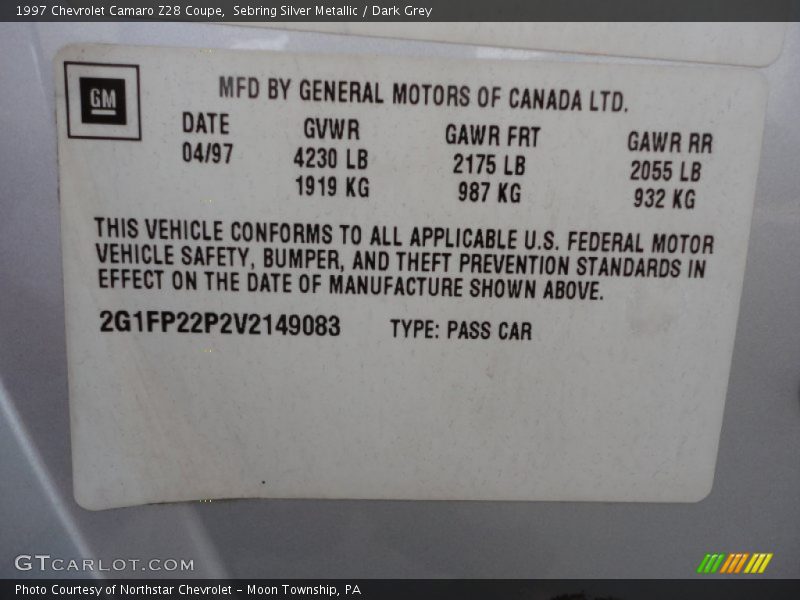 1997 Chevrolet Camaro Z28 Coupe,  Sebring Silver Metallic / Dark Grey
GM
MFD BY GENERAL MOTORS OF CANADA LTD.
DATE GVWR GAWR FRT GAWR RR
04/97 4230 LB 2175 LB 2055 LB
1919 KG 987 KG 932 KG
THIS VEHICLE CONFORMS TO ALL APPLICABLE U.S. FEDERAL MOTOR
VEHICLE SAFETY, BUMPER, AND THEFT PREVENTION STANDARDS IN
EFFECT ON THE DATE OF MANUFACTURE SHOWN ABOVE.
2G1FP22P2V2149083 TYPE: PASS CAR
GTCARLOT.COM
Photo Courtesy of Northstar Chevrolet – Moon Township, PA